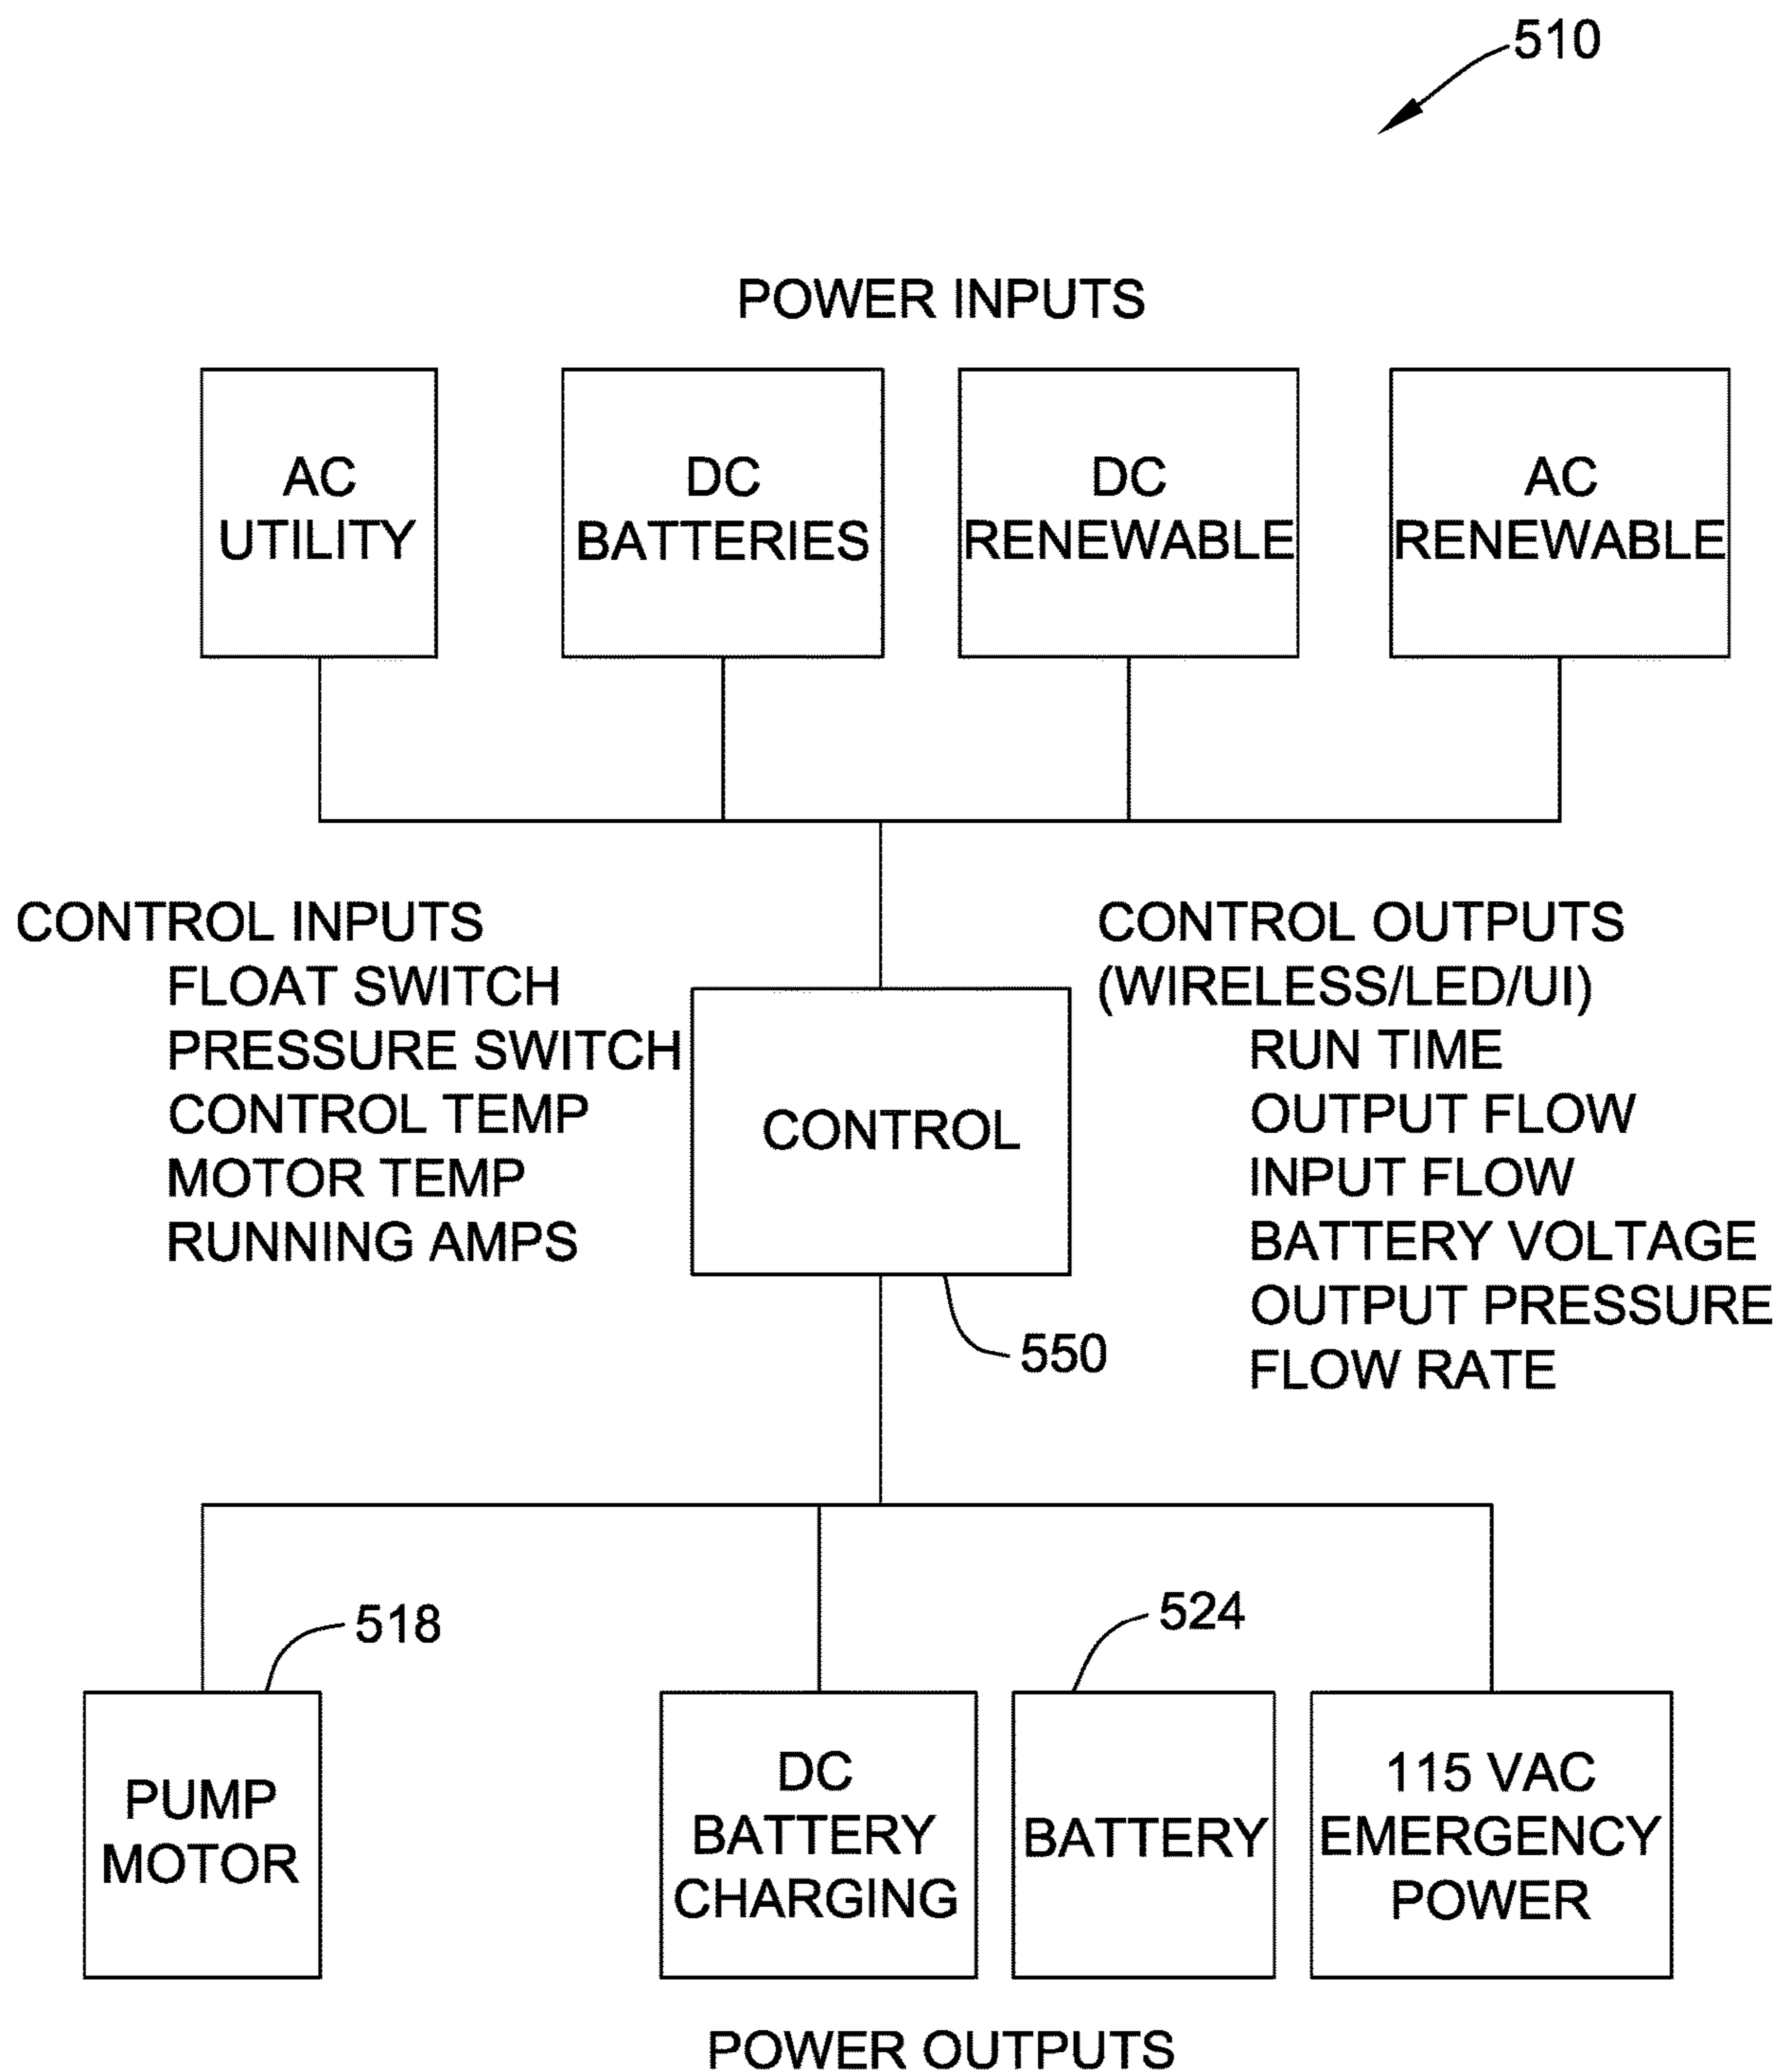 510
POWER INPUTS
AC
UTILITY
DC
BATTERIES
DC
RENEWABLE
AC
RENEWABLE
CONTROL INPUTS
FLOAT SWITCH
PRESSURE SWITCH
CONTROL TEMP
MOTOR TEMP
RUNNING AMPS
CONTROL
550
CONTROL OUTPUTS
(WIRELESS/LED/UI)
RUN TIME
OUTPUT FLOW
INPUT FLOW
BATTERY VOLTAGE
OUTPUT PRESSURE
FLOW RATE
518
PUMP
MOTOR
DC
BATTERY
CHARGING
524
BATTERY
115 VAC
EMERGENCY
POWER
POWER OUTPUTS